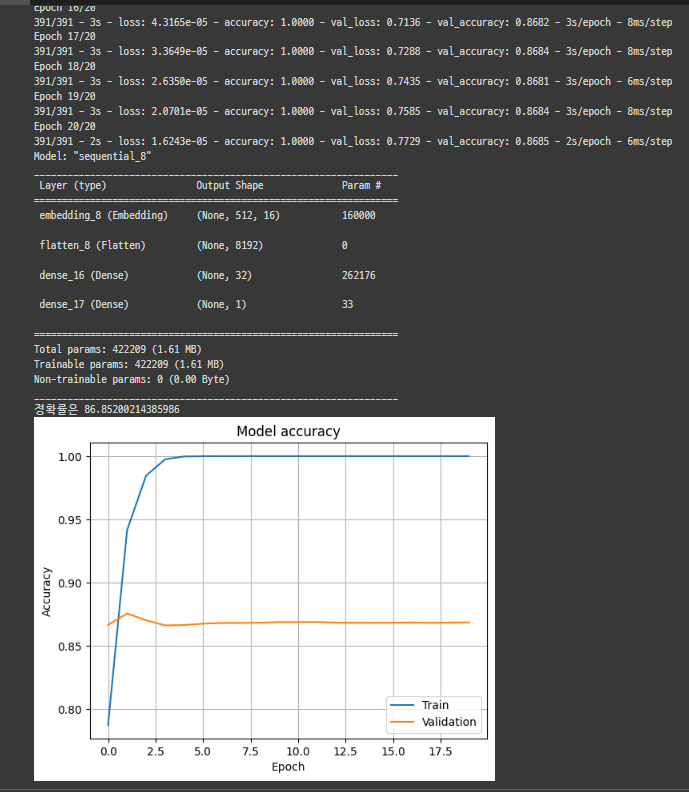 Epoch 16/20
391/391 - 3s - loss: 4.3165e-05 - accuracy: 1.0000 - val_loss: 0.7136 - val_accuracy: 0.8682 - 3s/epoch - 8ms/step
Epoch 17/20
391/391 - 3s - loss: 3.3649e-05 - accuracy: 1.0000 - val_loss: 0.7288 - val_accuracy: 0.8684 - 3s/epoch - 8ms/step
Epoch 18/20
391/391 - 3s - loss: 2.6350e-05 - accuracy: 1.0000 - val_loss: 0.7435 - val_accuracy: 0.8681 - 3s/epoch - 6ms/step
Epoch 19/20
391/391 - 3s - loss: 2.0701e-05 - accuracy: 1.0000 - val_loss: 0.7585 - val_accuracy: 0.8684 - 3s/epoch - 8ms/step
Epoch 20/20
391/391 - 2s - loss: 1.6243e-05 - accuracy: 1.0000 - val_loss: 0.7729 - val_accuracy: 0.8685 - 2s/epoch - 6ms/step
Model: "sequential_8"
Layer (type) Output Shape Param #
embedding_8 (Embedding) (None, 512, 16) 160000
flatten_8 (Flatten) (None, 8192) 0
dense_16 (Dense) (None, 32) 262176
dense_17 (Dense) (None, 1) 33
Total params: 422209 (1.61 MB)
Trainable params: 422209 (1.61 MB)
Non-trainable params: 0 (0.00 Byte)
정확률은 86.85200214385986
Model accuracy
1.00
0.95
0.90
0.85
0.80
Accuracy
Train
Validation
0.0 2.5 5.0 7.5 10.0 12.5 15.0 17.5
Epoch